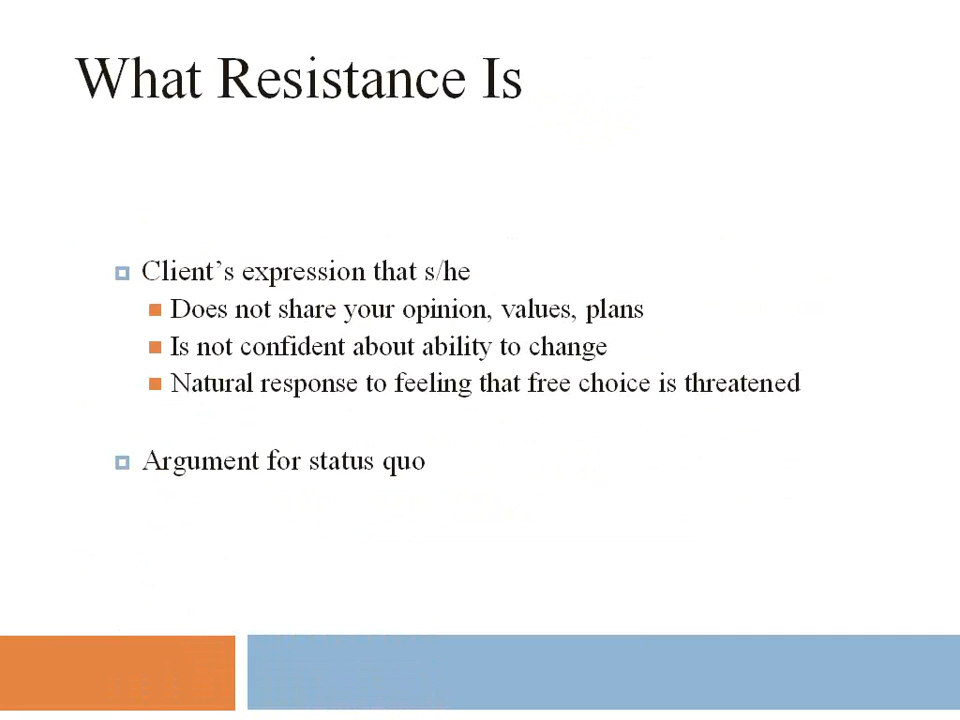 What Resistance Is
Client's expression that s/he
Does not share your opinion, values, plans
Is not confident about ability to change
Natural response to feeling that free choice is threatened
Argument for status quo